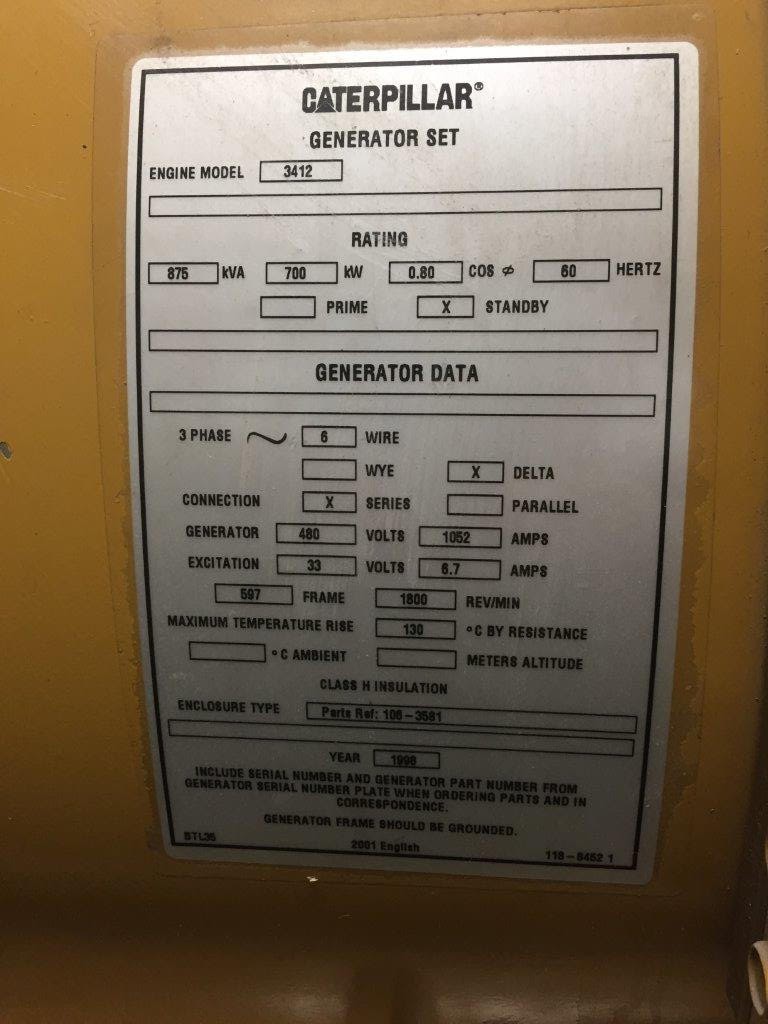 CATERPILLAR®
GENERATOR SET
ENGINE MODEL 3412
RATING
875 kVA 700 kW 0.80 COS ϕ 60 HERTZ
PRIME X STANDBY
GENERATOR DATA
3 PHASE ~ 6 WIRE
WYE X DELTA
CONNECTION X SERIES PARALLEL
GENERATOR 480 VOLTS 1052 AMPS
EXCITATION 33 VOLTS 6.7 AMPS
597 FRAME 1800 REV/MIN
MAXIMUM TEMPERATURE RISE 130 °C BY RESISTANCE
°C AMBIENT METERS ALTITUDE
CLASS H INSULATION
ENCLOSURE TYPE Parts Ref: 106-3581
YEAR 1998
INCLUDE SERIAL NUMBER AND GENERATOR PART NUMBER FROM
GENERATOR SERIAL NUMBER PLATE WHEN ORDERING PARTS AND IN
CORRESPONDENCE.
GENERATOR FRAME SHOULD BE GROUNDED.
2001 English
118-8452 1